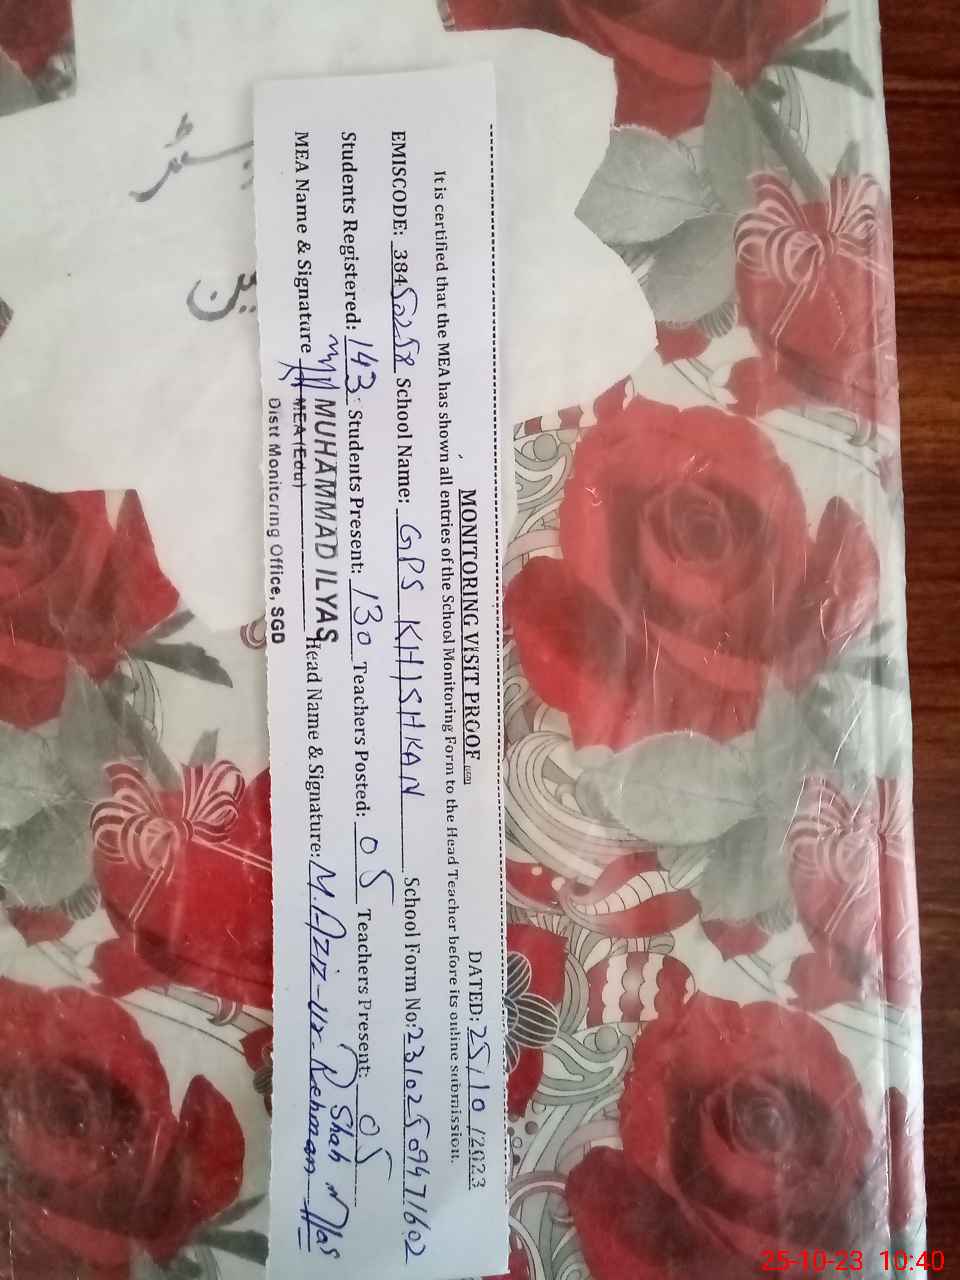 MONITORING VISIT PROOF
DATED: 25/10/2023
It is certified that the MEA has shown all entries of the School Monitoring Form to the Head Teacher before its online submission.
EMISCODE: 38450258 School Name: GPS KHISHKAN School Form No: 23102509471602
Students Registered: 143 Students Present: 130 Teachers Posted: 05 Teachers Present: 05
MEA Name & Signature Head Name & Signature: M. Aziz-ur-Rehman Shah
MUHAMMAD ILYAS
MEA (Edu)
Distt Monitoring Office, SGD
25-10-23 10:40